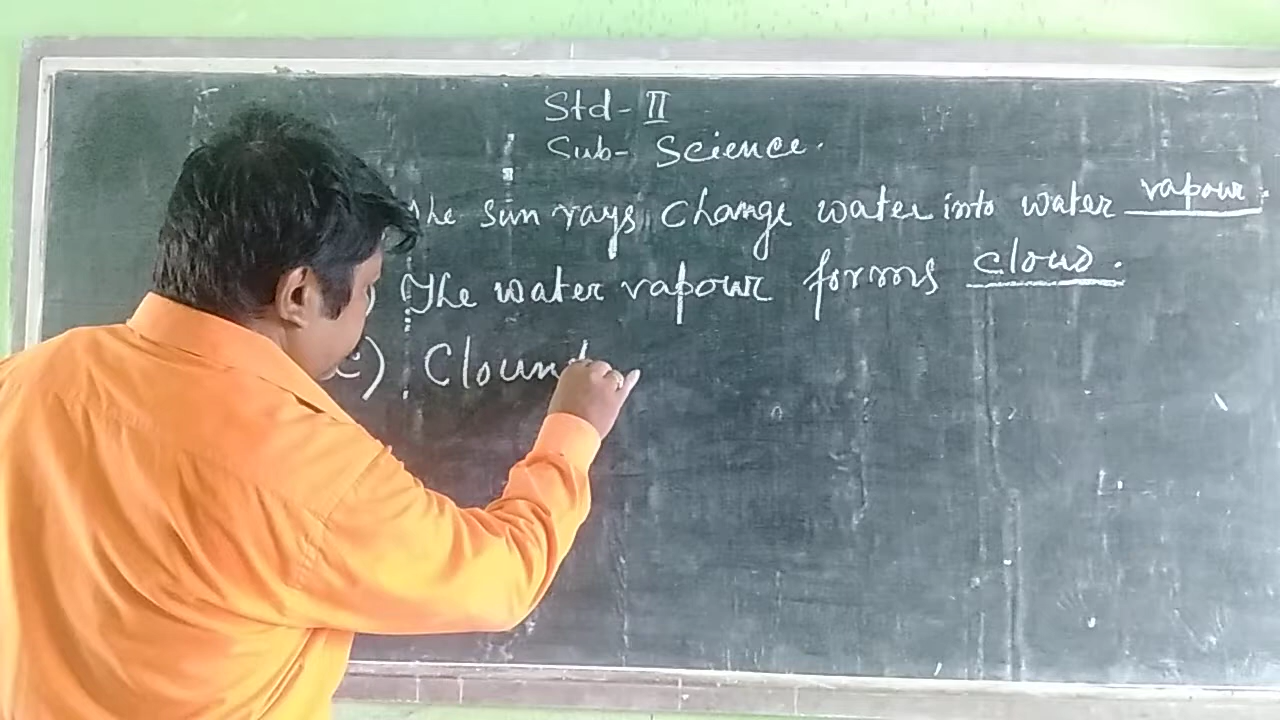 Std- II
Sub- Science.
The sun rays change water into water vapour.
) The water vapour forms cloud.
c) Clound